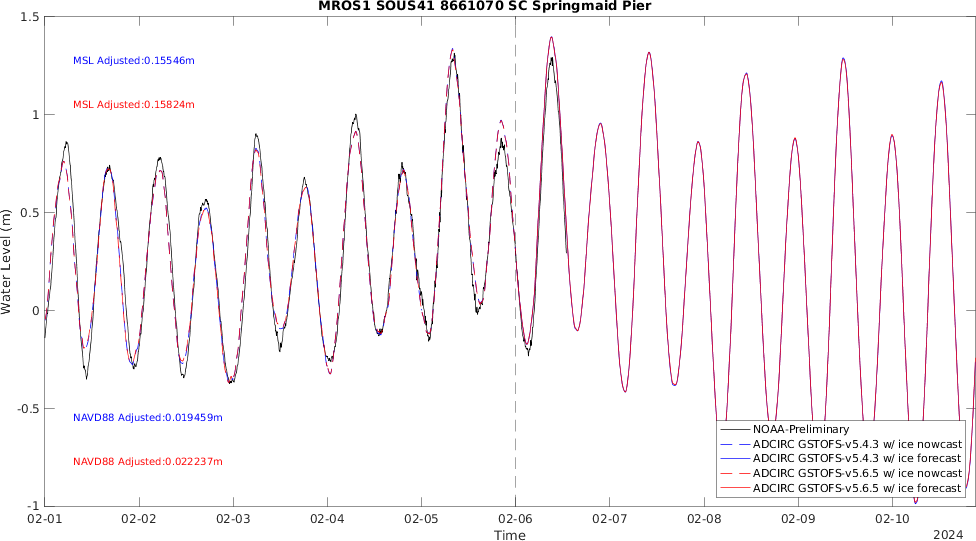 MROS1 SOUS41 8661070 SC Springmaid Pier
1.5
1
0.5
0
-0.5
-1
Water Level (m)
MSL Adjusted:0.15546m
MSL Adjusted:0.15824m
NAVD88 Adjusted:0.019459m
NAVD88 Adjusted:0.022237m
NOAA-Preliminary
ADCIRC GSTOFS-v5.4.3 w/ ice nowcast
ADCIRC GSTOFS-v5.4.3 w/ ice forecast
ADCIRC GSTOFS-v5.6.5 w/ ice nowcast
ADCIRC GSTOFS-v5.6.5 w/ ice forecast
02-01 02-02 02-03 02-04 02-05 02-06 02-07 02-08 02-09 02-10
Time
2024